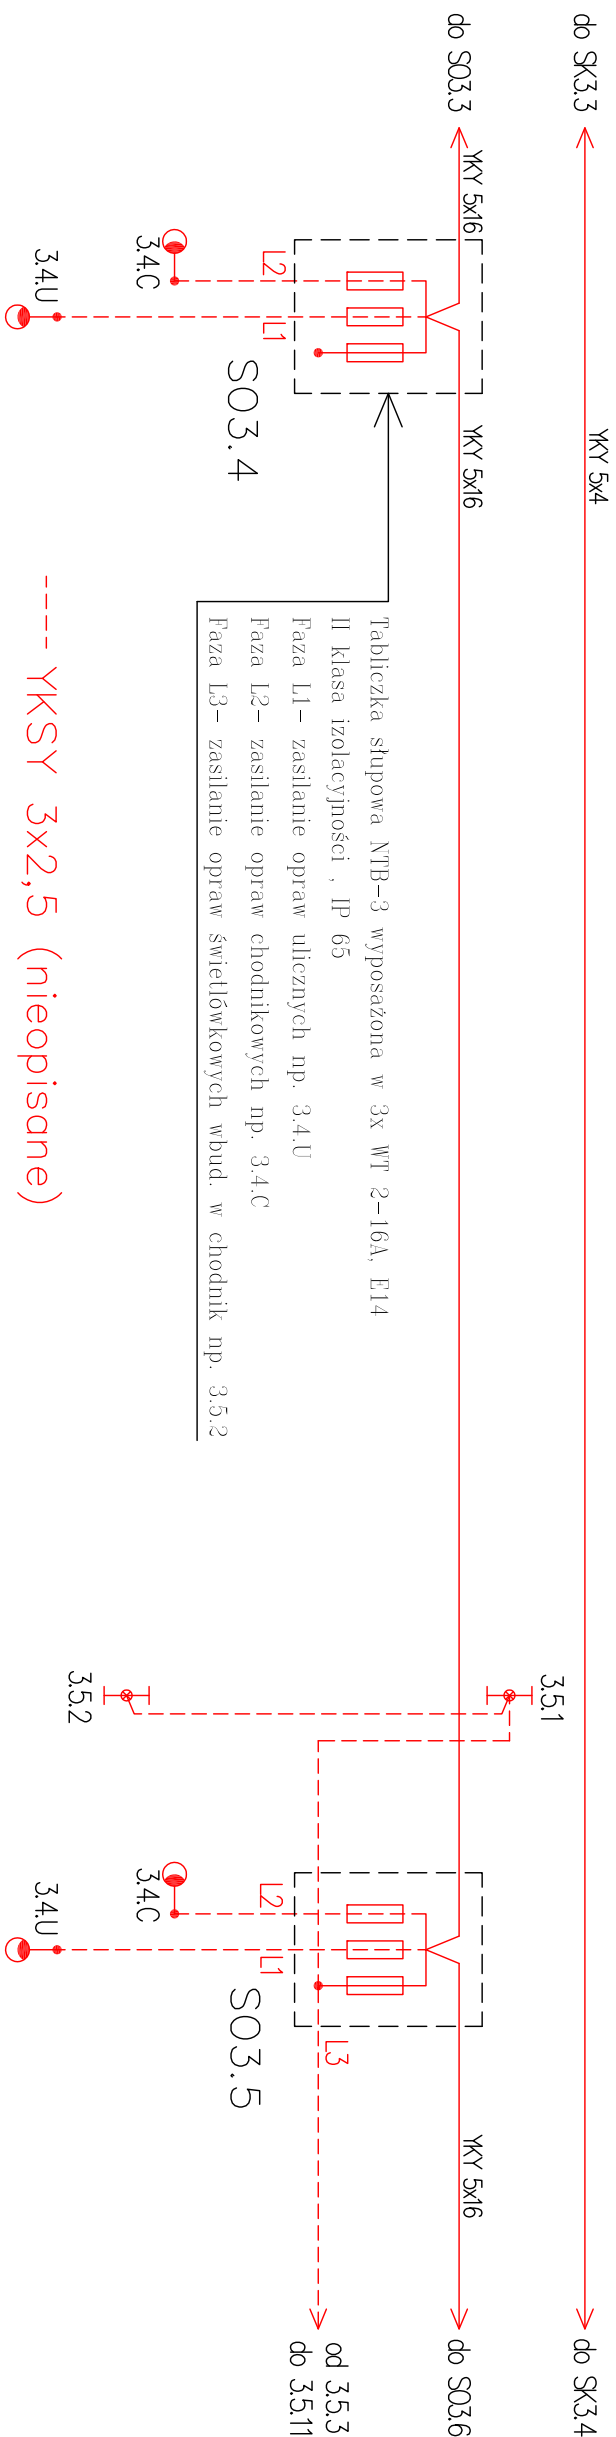 do SK3.3
YKY 5x4
do SK3.4
do SO3.3
YKY 5x16
YKY 5x16
YKY 5x16
do SO3.6
3.5.1
L2
L1
3.4.C
3.4.U
SO3.4
Tabliczka słupowa NTB-3 wyposażona w 3x WT 2-16A, E14
II klasa izolacyjności , IP 65
Faza L1- zasilanie opraw ulicznych np. 3.4.U
Faza L2- zasilanie opraw chodnikowych np. 3.4.C
Faza L3- zasilanie opraw świetlówkowych wbud. w chodnik np. 3.5.2
3.5.2
L2
L1
L3
3.4.C
3.4.U
SO3.5
od 3.5.3
do 3.5.11
---- YKSY 3x2,5 (nieopisane)